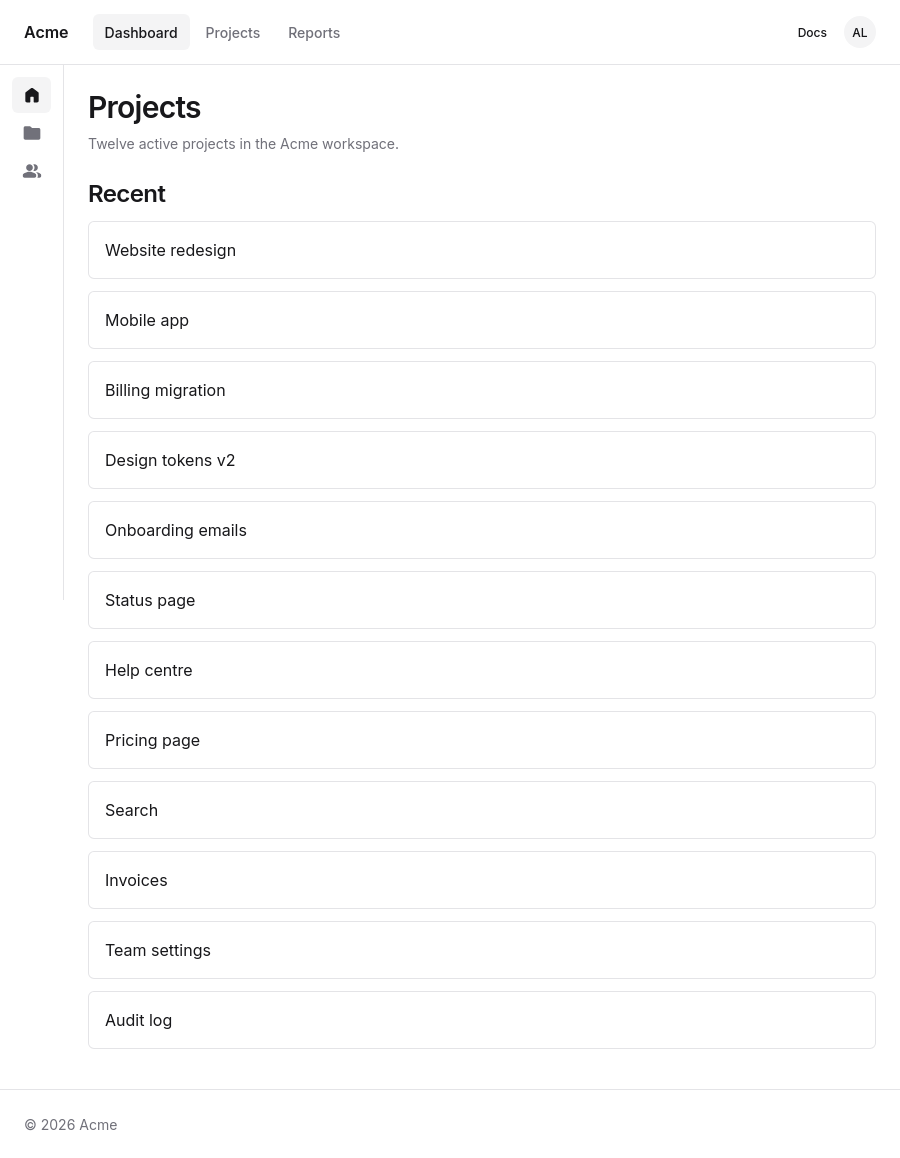 Acme
Dashboard
Projects
Reports
Docs
AL
Projects
Twelve active projects in the Acme workspace.
Recent
Website redesign
Mobile app
Billing migration
Design tokens v2
Onboarding emails
Status page
Help centre
Pricing page
Search
Invoices
Team settings
Audit log
© 2026 Acme